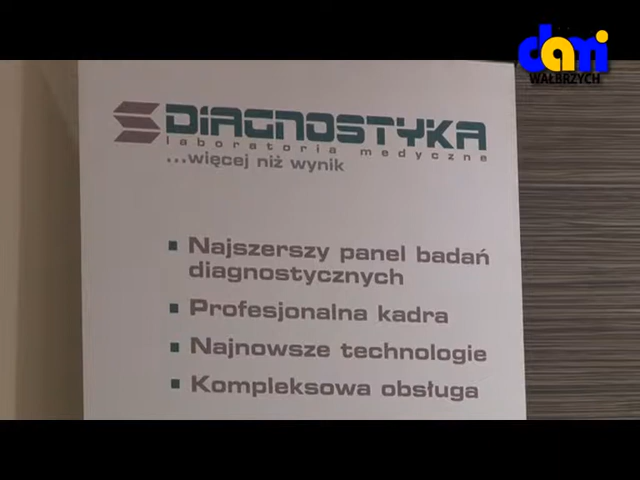 dami
WAŁBRZYCH
DIAGNOSTYKA
laboratoria medyczne
...więcej niż wynik
Najszerszy panel badań
diagnostycznych
Profesjonalna kadra
Najnowsze technologie
Kompleksowa obsługa